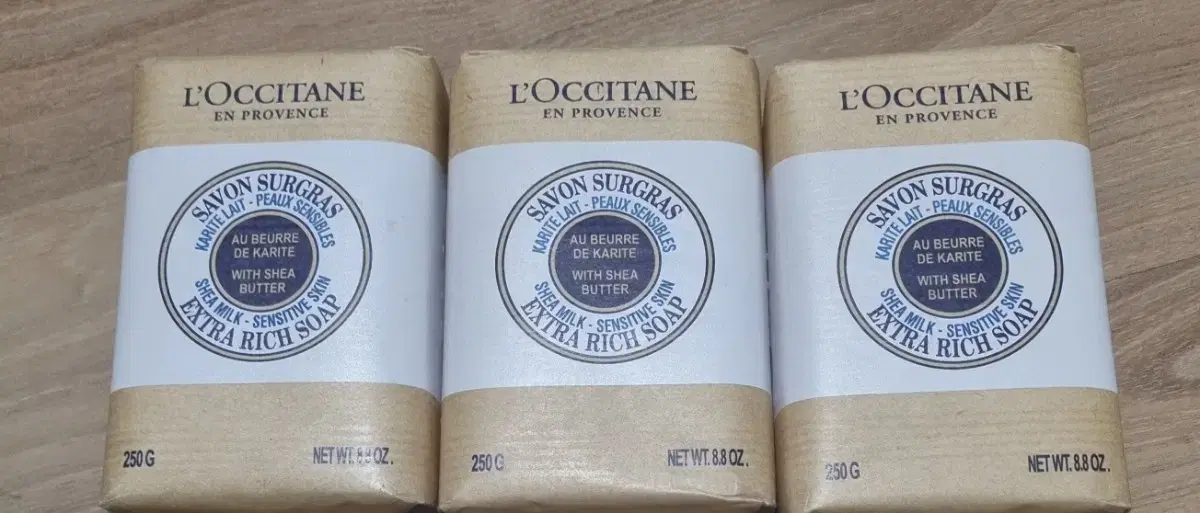 L'OCCITANE
EN PROVENCE
SAVON SURGRAS
KARITE LAIT - PEAUX SENSIBLES
AU BEURRE
DE KARITE
WITH SHEA
BUTTER
SHEA MILK - SENSITIVE SKIN
EXTRA RICH SOAP
250 G
NET WT. 8.8 OZ.
L'OCCITANE
EN PROVENCE
SAVON SURGRAS
KARITE LAIT - PEAUX SENSIBLES
AU BEURRE
DE KARITE
WITH SHEA
BUTTER
SHEA MILK - SENSITIVE SKIN
EXTRA RICH SOAP
250 G
NET WT. 8.8 OZ.
L'OCCITANE
EN PROVENCE
SAVON SURGRAS
KARITE LAIT - PEAUX SENSIBLES
AU BEURRE
DE KARITE
WITH SHEA
BUTTER
SHEA MILK - SENSITIVE SKIN
EXTRA RICH SOAP
250 G
NET WT. 8.8 OZ.